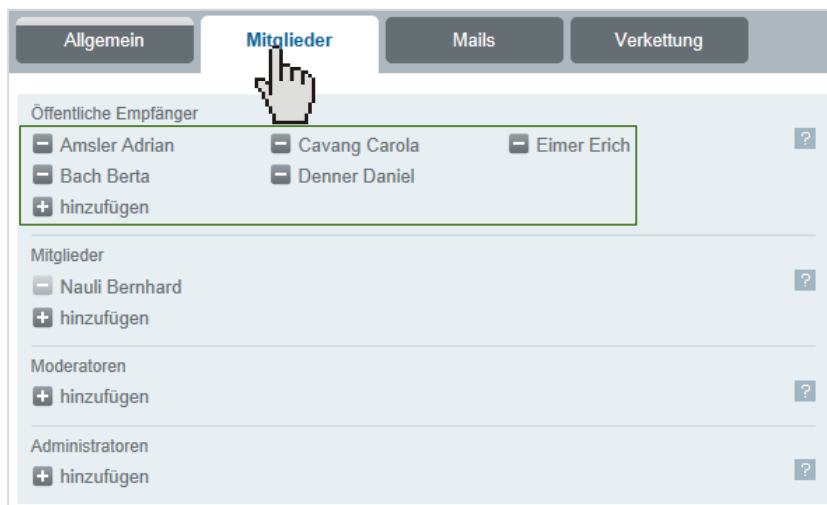 Allgemein Mitglieder Mails Verkettung
Öffentliche Empfänger
Amsler Adrian Cavang Carola Eimer Erich
?
Bach Berta Denner Daniel
hinzufügen
Mitglieder
Nauli Bernhard
?
hinzufügen
Moderatoren
hinzufügen
?
Administratoren
hinzufügen
?